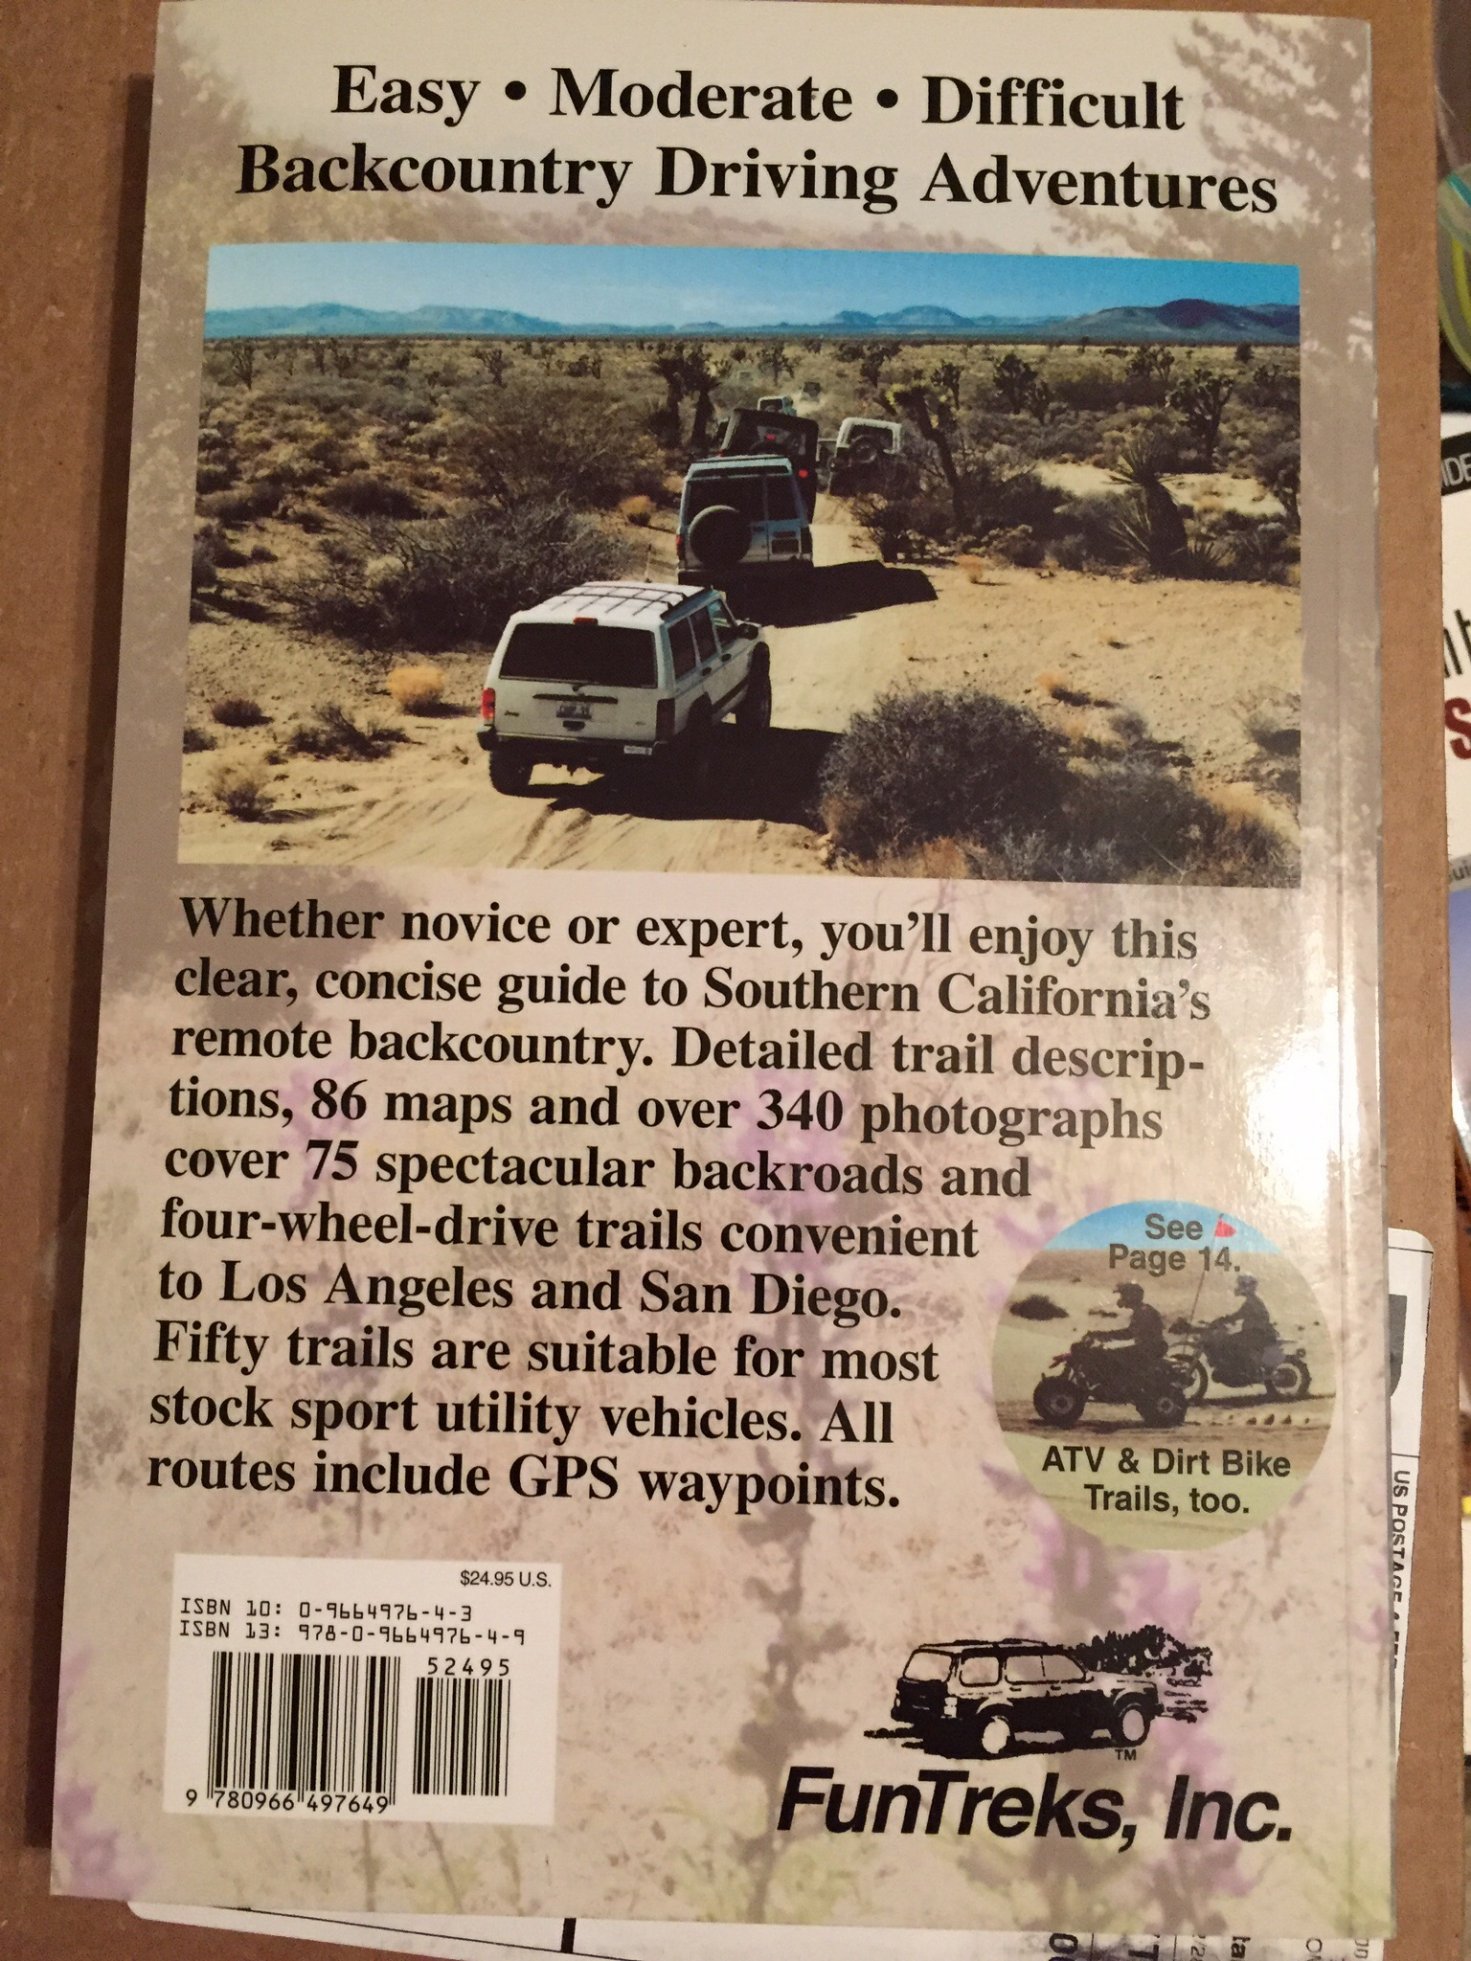 Easy • Moderate • Difficult
Backcountry Driving Adventures
Whether novice or expert, you'll enjoy this
clear, concise guide to Southern California's
remote backcountry. Detailed trail descrip-
tions, 86 maps and over 340 photographs
cover 75 spectacular backroads and
four-wheel-drive trails convenient
to Los Angeles and San Diego.
Fifty trails are suitable for most
stock sport utility vehicles. All
routes include GPS waypoints.
See
Page 14.
ATV & Dirt Bike
Trails, too.
$24.95 U.S.
ISBN 10: 0-9664976-4-3
ISBN 13: 978-0-9664976-4-9
52495
9 780966 497649
TM
FunTreks, Inc.
US POSTAGE